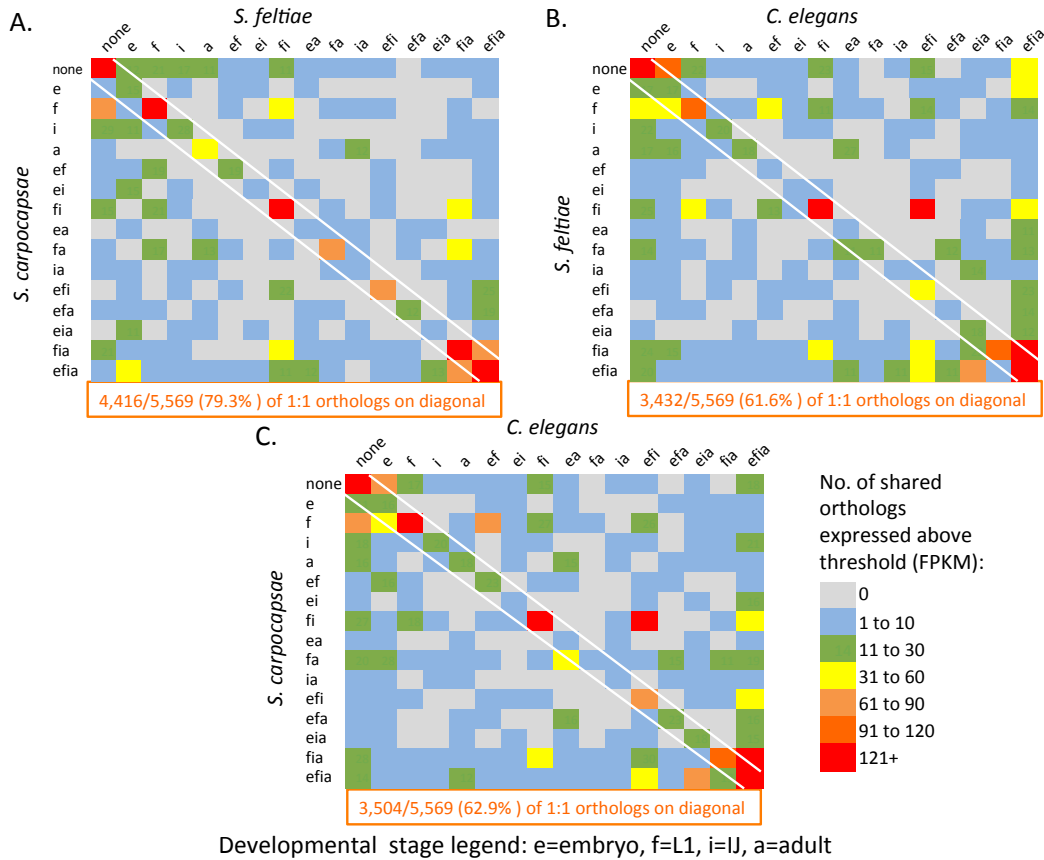 A.
S. feltiae
none e f i a ef ei fi ea fa ia efi efa eia fia efia
S. carpocapsae
none
e
f
i
a
ef
ei
fi
ea
fa
ia
efi
efa
eia
fia
efia
4,416/5,569 (79.3% ) of 1:1 orthologs on diagonal
B.
C. elegans
none e f i a ef ei fi ea fa ia efi efa eia fia efia
S. feltiae
none
e
f
i
a
ef
ei
fi
ea
fa
ia
efi
efa
eia
fia
efia
3,432/5,569 (61.6% ) of 1:1 orthologs on diagonal
C.
C. elegans
none e f i a ef ei fi ea fa ia efi efa eia fia efia
S. carpocapsae
none
e
f
i
a
ef
ei
fi
ea
fa
ia
efi
efa
eia
fia
efia
3,504/5,569 (62.9% ) of 1:1 orthologs on diagonal
No. of shared
orthologs
expressed above
threshold (FPKM):
0
1 to 10
11 to 30
31 to 60
61 to 90
91 to 120
121+
Developmental stage legend: e=embryo, f=L1, i=IJ, a=adult